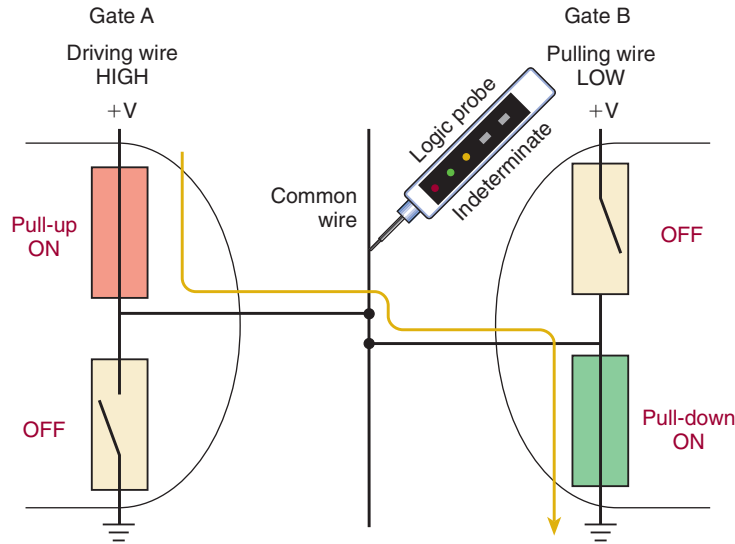 Gate A
Driving wire
HIGH
+V
Pull-up
ON
OFF
Common
wire
Logic probe
Indeterminate
Gate B
Pulling wire
LOW
+V
OFF
Pull-down
ON